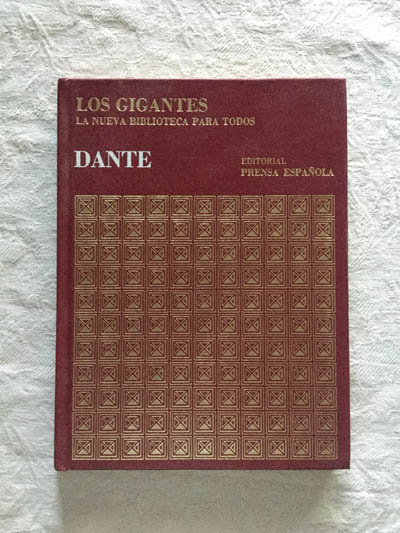 LOS GIGANTES
LA NUEVA BIBLIOTECA PARA TODOS
DANTE
EDITORIAL
PRENSA ESPAÑOLA